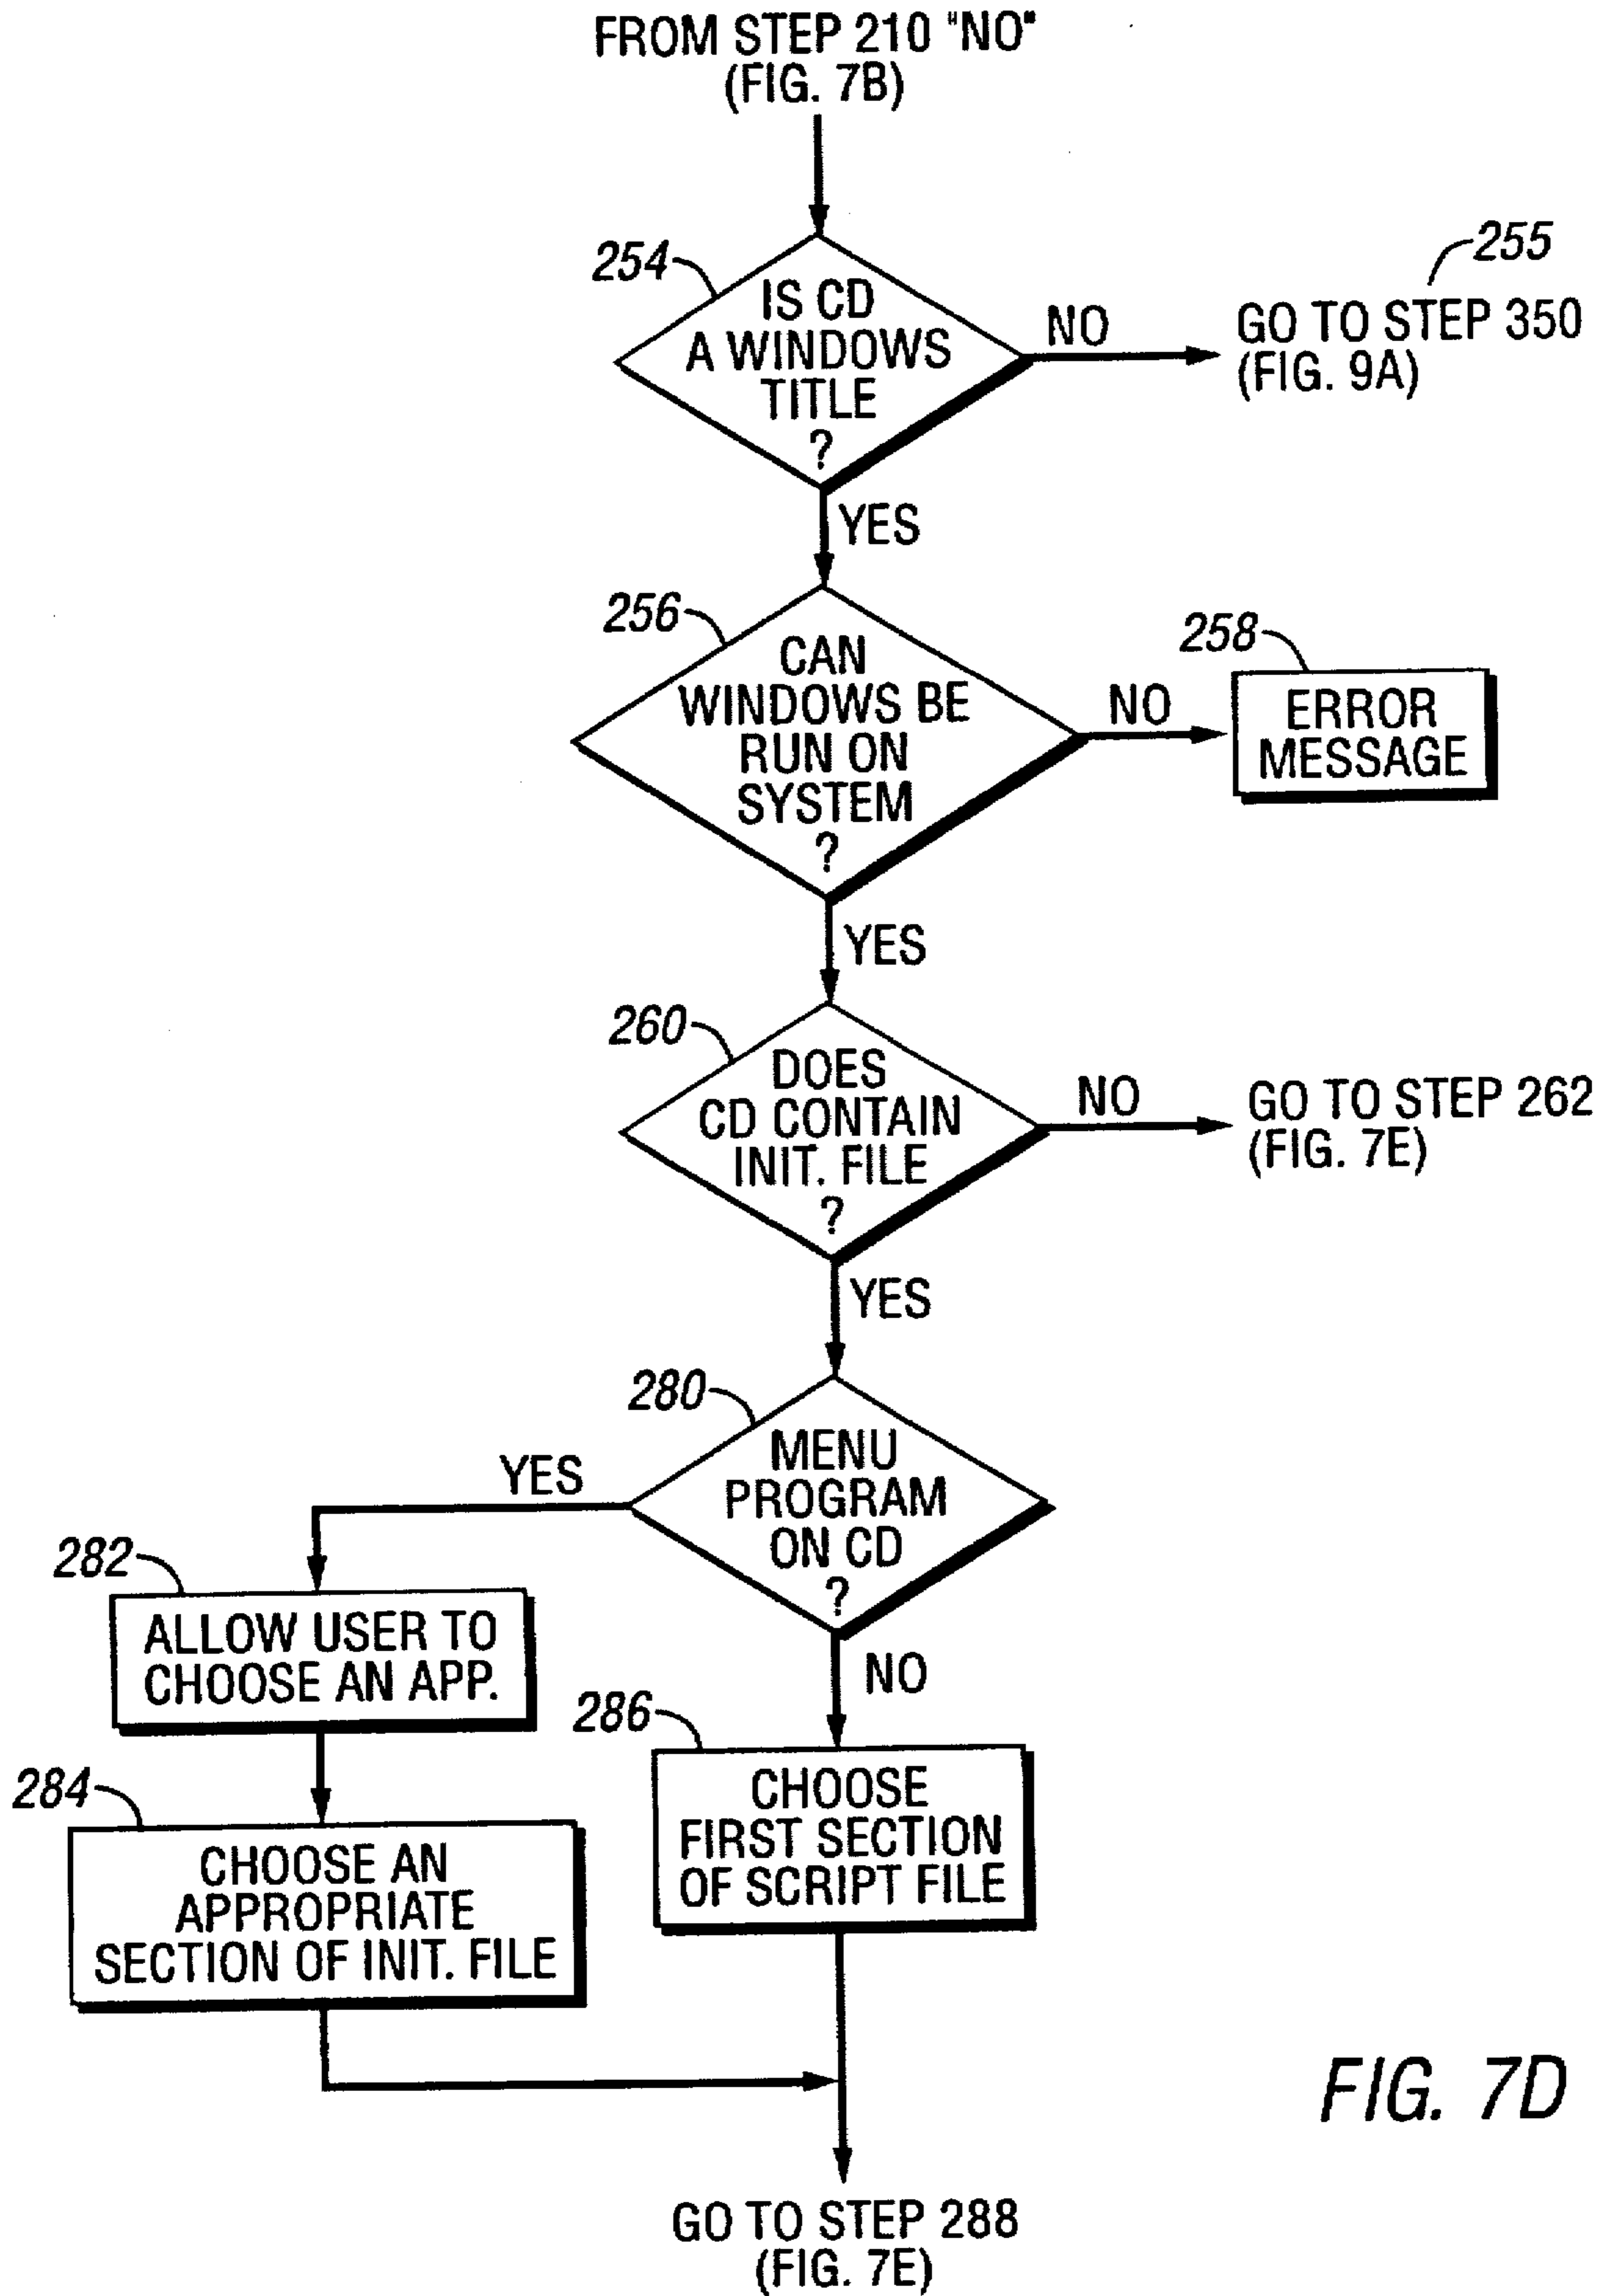 FROM STEP 210 "NO"
(FIG. 7B)
254
IS CD
A WINDOWS
TITLE
?
NO
255
GO TO STEP 350
(FIG. 9A)
YES
256
CAN
WINDOWS BE
RUN ON
SYSTEM
?
NO
258
ERROR
MESSAGE
YES
260
DOES
CD CONTAIN
INIT. FILE
?
NO
GO TO STEP 262
(FIG. 7E)
YES
280
MENU
PROGRAM
ON CD
?
YES
282
ALLOW USER TO
CHOOSE AN APP.
NO
284
CHOOSE AN
APPROPRIATE
SECTION OF INIT. FILE
286
CHOOSE
FIRST SECTION
OF SCRIPT FILE
GO TO STEP 288
(FIG. 7E)
FIG. 7D